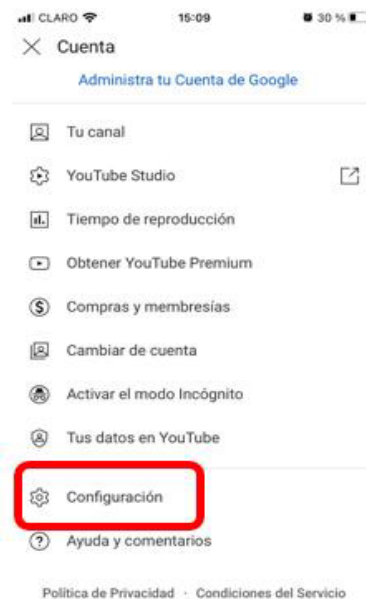 CLARO 15:09 30 %
Cuenta
Administra tu Cuenta de Google
Tu canal
YouTube Studio
Tiempo de reproducción
Obtener YouTube Premium
Compras y membresías
Cambiar de cuenta
Activar el modo Incógnito
Tus datos en YouTube
Configuración
Ayuda y comentarios
Política de Privacidad · Condiciones del Servicio